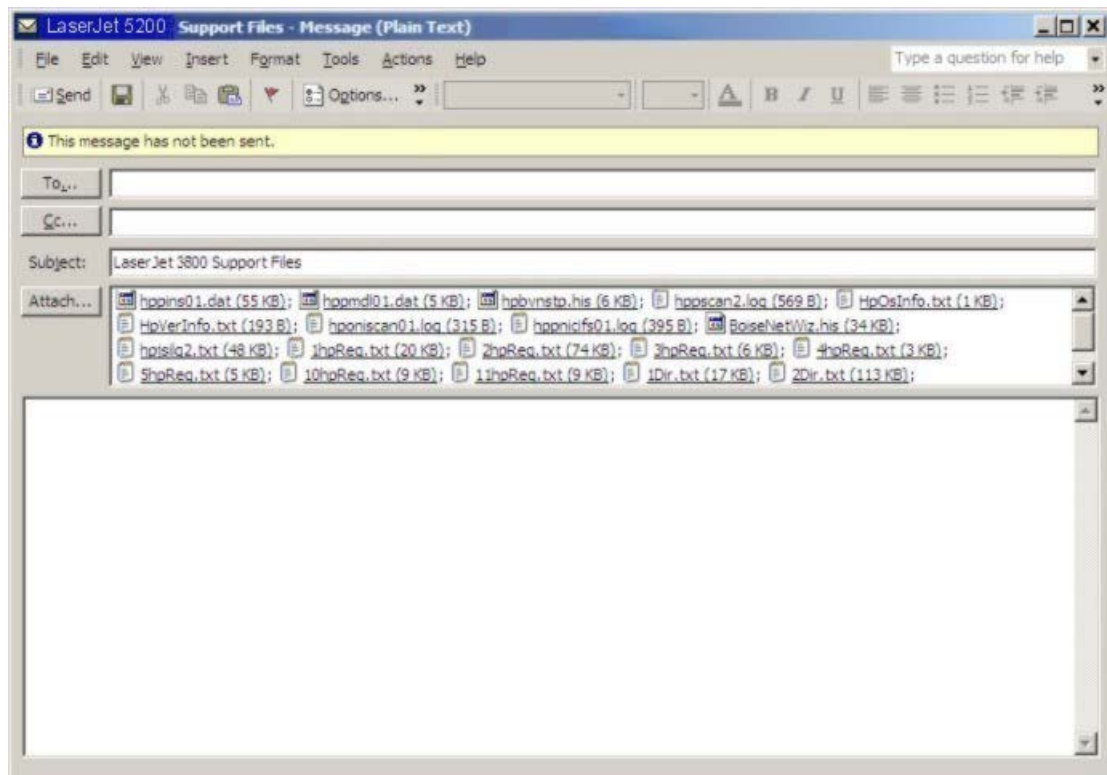 LaserJet 5200 Support Files - Message (Plain Text)
File Edit View Insert Format Tools Actions Help Type a question for help
Send Options... A B I U
This message has not been sent.
To...
Cc...
Subject: LaserJet 3800 Support Files
Attach... hppins01.dat (55 KB); hppmdl01.dat (5 KB); hpbvnstp.his (6 KB); hppscan2.log (569 B); HpOsInfo.txt (1 KB);
HpVerInfo.txt (193 B); hponiscan01.log (315 B); hppnicifs01.log (395 B); BoiseNetWiz.his (34 KB);
hpislg2.txt (48 KB); 1hpReg.txt (20 KB); 2hpReg.txt (74 KB); 3hpReg.txt (6 KB); 4hpReg.txt (3 KB);
5hpReg.txt (5 KB); 10hpReg.txt (9 KB); 11hpReg.txt (9 KB); 1Dir.txt (17 KB); 2Dir.txt (113 KB);